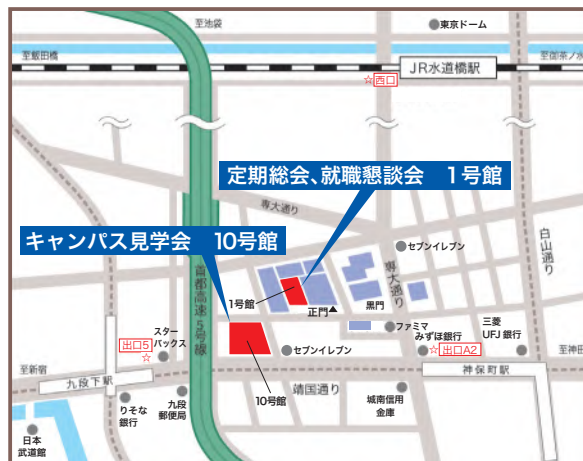 至池袋
東京ドーム
至飯田橋
至御茶ノ水
JR水道橋駅
☆西口
定期総会、就職懇談会　1号館
専大通り
キャンパス見学会　10号館
白山通り
セブンイレブン
専大通り
首都高速5号線
1号館
正門▲
黒門
ファミマ
みずほ銀行
三菱
UFJ 銀行
出口5
☆
スター
バックス
セブンイレブン
☆出口A2
至新宿
至神田
九段下駅
神保町駅
靖国通り
りそな
銀行
九段
郵便局
10号館
城南信用
金庫
日本
武道館